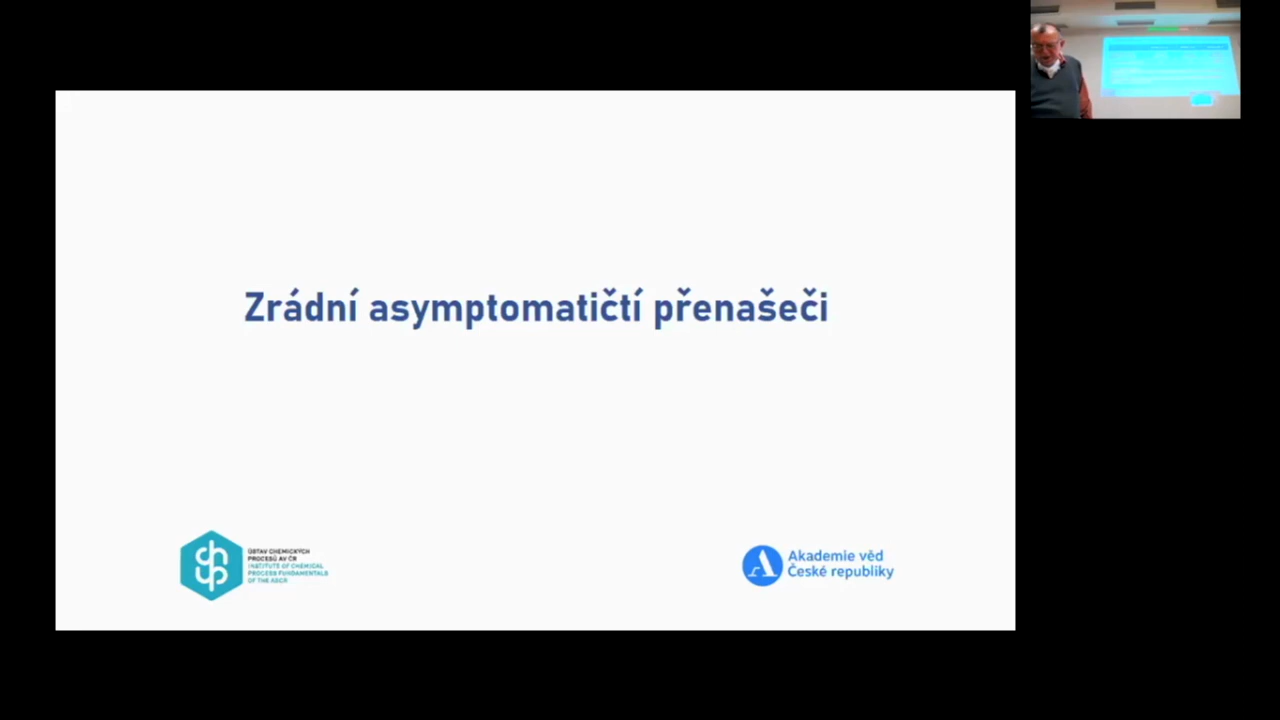 Zrádní asymptomatičtí přenašeči
ÚSTAV CHEMICKÝCH
PROCESŮ AV ČR
INSTITUTE OF CHEMICAL
PROCESS FUNDAMENTALS
OF THE ASCR
Akademie věd
České republiky